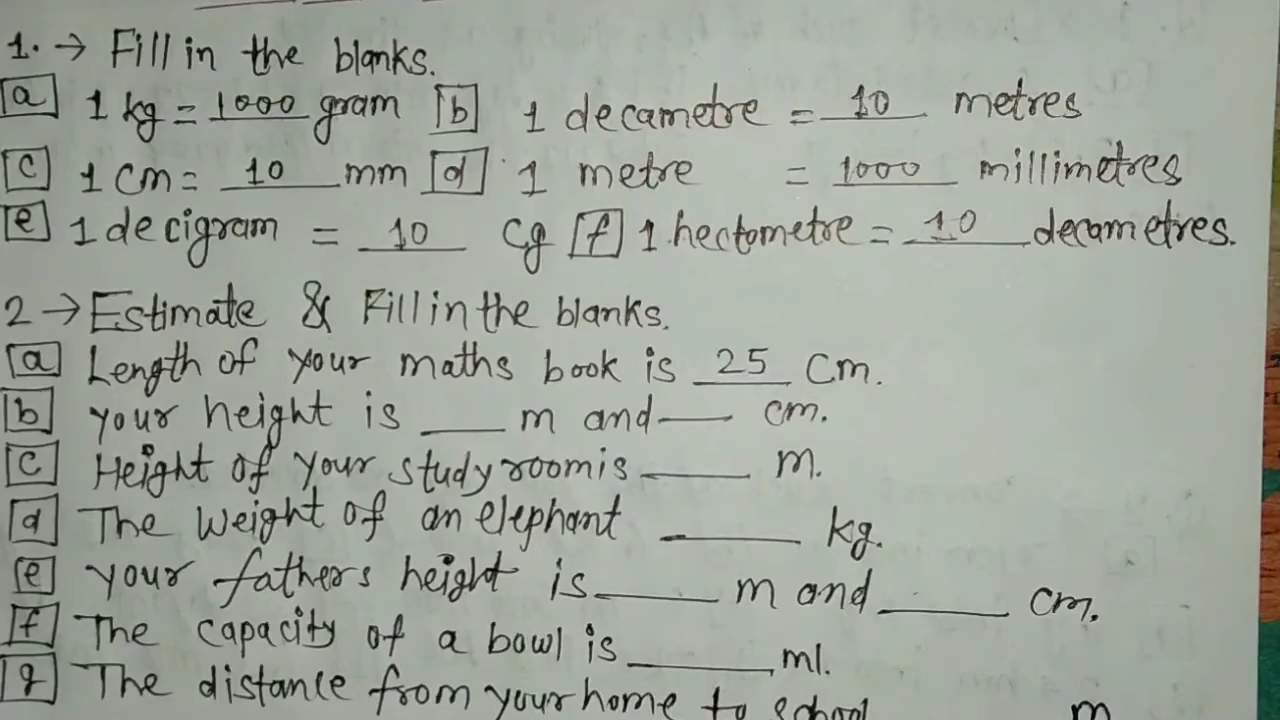 1. → Fill in the blanks.
a 1 kg = 1000 gram b 1 decametre = 10 metres
c 1 cm = 10 mm d 1 metre = 1000 millimetres
e 1 decigram = 10 cg f 1 hectometre = 10 decametres.
2 → Estimate & Fill in the blanks.
a Length of your maths book is 25 cm.
b your height is ___ m and ___ cm.
c Height of your study room is ___ m.
d The weight of an elephant ___ kg.
e your fathers height is ___ m and ___ cm.
f The capacity of a bowl is ___ ml.
g The distance from your home to school m